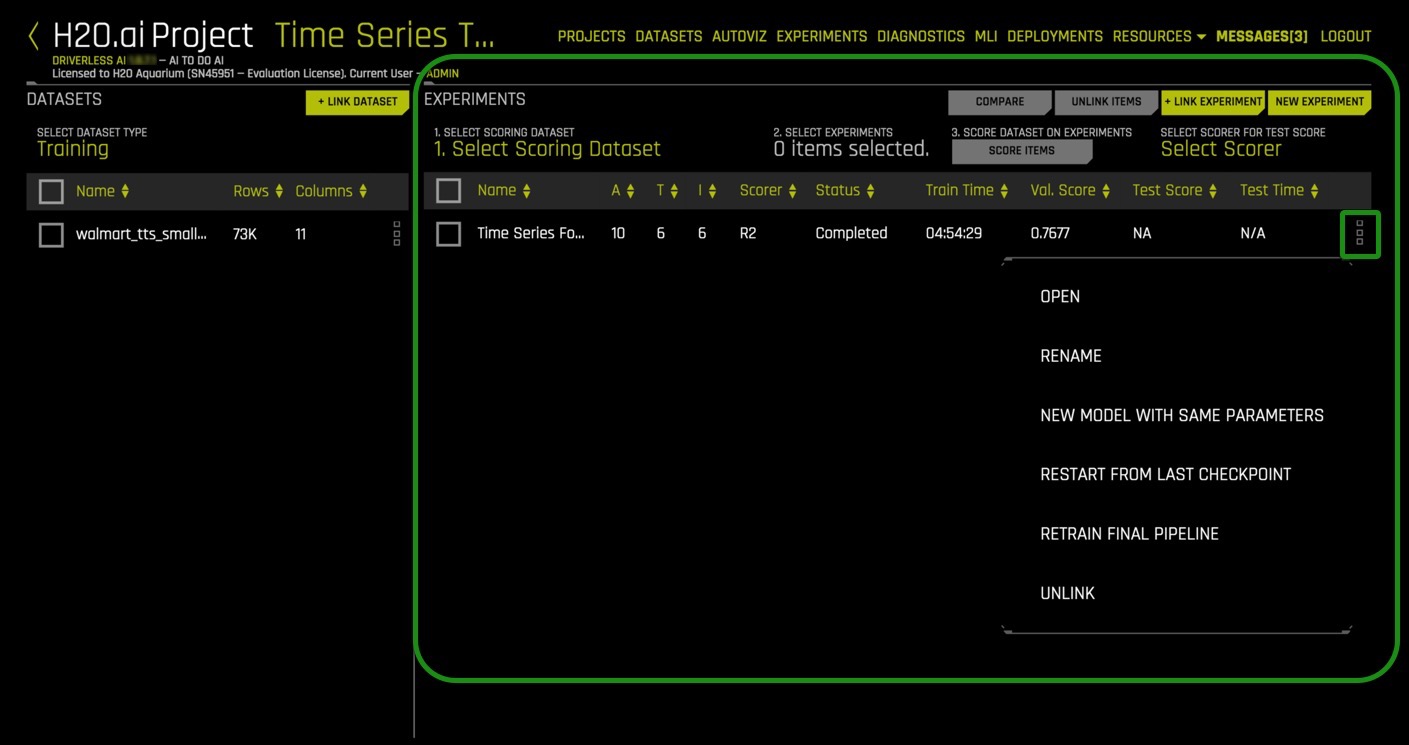 H2O.ai Project Time Series T...
PROJECTS DATASETS AUTOVIZ EXPERIMENTS DIAGNOSTICS MLI DEPLOYMENTS RESOURCES MESSAGES[3] LOGOUT
DRIVERLESS AI — AI TO DO AI
Licensed to H2O Aquarium (SN45951 — Evaluation License), Current User - ADMIN
DATASETS
+ LINK DATASET
SELECT DATASET TYPE
Training
Name Rows Columns
walmart_tts_small... 73K 11
EXPERIMENTS
COMPARE UNLINK ITEMS + LINK EXPERIMENT NEW EXPERIMENT
1. SELECT SCORING DATASET 2. SELECT EXPERIMENTS 3. SCORE DATASET ON EXPERIMENTS SELECT SCORER FOR TEST SCORE
1. Select Scoring Dataset 0 items selected. SCORE ITEMS Select Scorer
Name A T I Scorer Status Train Time Val. Score Test Score Test Time
Time Series Fo... 10 6 6 R2 Completed 04:54:29 0.7677 NA N/A
OPEN
RENAME
NEW MODEL WITH SAME PARAMETERS
RESTART FROM LAST CHECKPOINT
RETRAIN FINAL PIPELINE
UNLINK